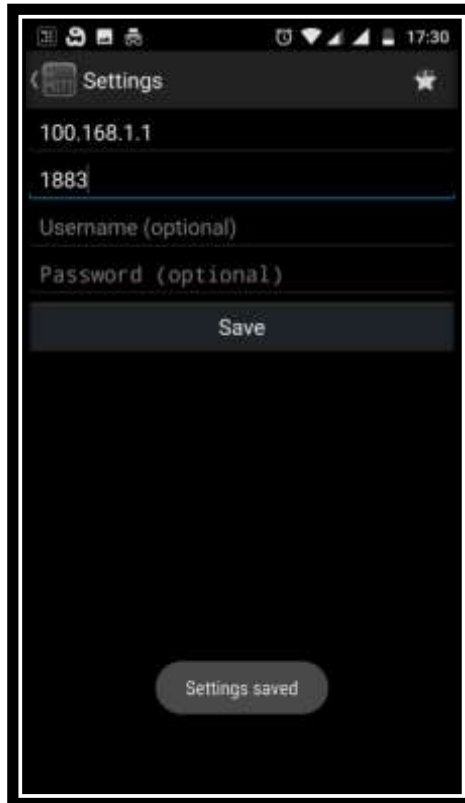 17:30
Settings
100.168.1.1
1883
Username (optional)
Password (optional)
Save
Settings saved